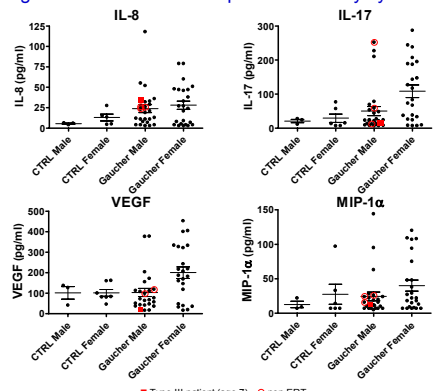 IL-8
IL-8 (pg/ml)
125
100
75
50
25
0
CTRL Male
CTRL Female
Gaucher Male
Gaucher Female
IL-17
IL-17 (pg/ml)
300
200
100
0
CTRL Male
CTRL Female
Gaucher Male
Gaucher Female
VEGF
VEGF (pg/ml)
500
400
300
200
100
0
CTRL Male
CTRL Female
Gaucher Male
Gaucher Female
MIP-1α
MIP-1α (pg/ml)
150
100
50
0
CTRL Male
CTRL Female
Gaucher Male
Gaucher Female